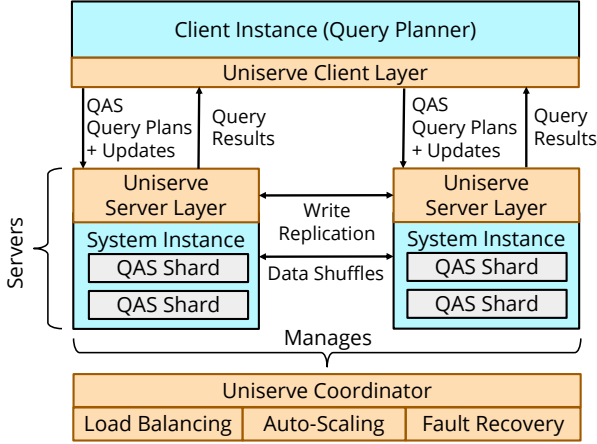 Client Instance (Query Planner)
Uniserve Client Layer
QAS
Query Plans
+ Updates
Query
Results
QAS
Query Plans
+ Updates
Query
Results
Servers
Uniserve
Server Layer
System Instance
QAS Shard
QAS Shard
Write
Replication
Data Shuffles
Uniserve
Server Layer
System Instance
QAS Shard
QAS Shard
Manages
Uniserve Coordinator
Load Balancing
Auto-Scaling
Fault Recovery